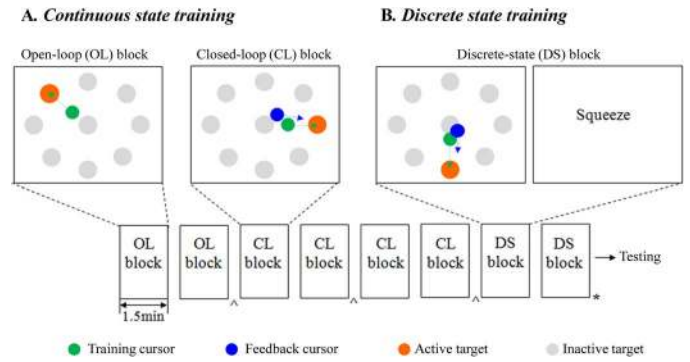 A. Continuous state training
B. Discrete state training
Open-loop (OL) block
Closed-loop (CL) block
Discrete-state (DS) block
Squeeze
OL block
OL block
CL block
CL block
CL block
CL block
DS block
DS block
Testing
^
^
^
*
1.5min
Training cursor
Feedback cursor
Active target
Inactive target